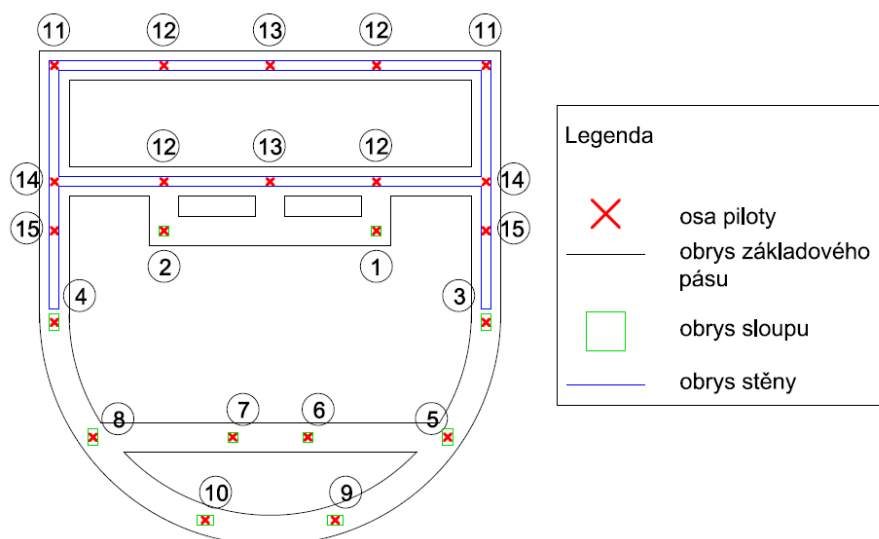 11 12 13 12 11
12 13 12
14 14
15 15
2 1
4 3
8 7 6 5
10 9
Legenda
osa piloty
obrys základového
pásu
obrys sloupu
obrys stěny